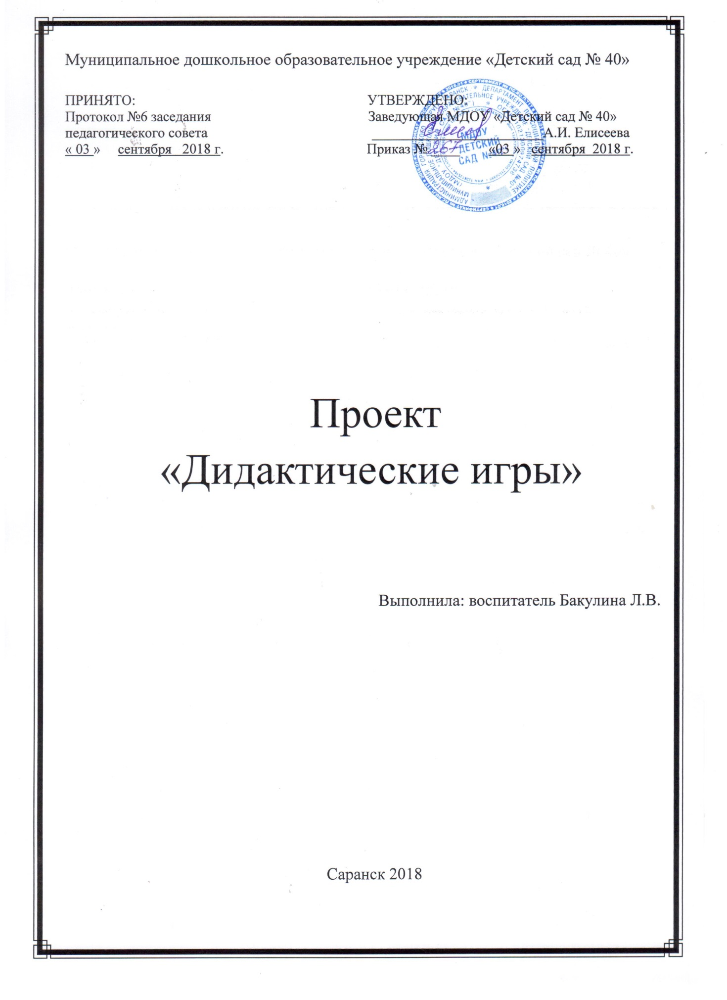 Муниципальное дошкольное образовательное учреждение «Детский сад № 40»
ПРИНЯТО:
Протокол №6 заседания
педагогического совета
« 03 » сентября 2018 г.
УТВЕРЖДЕНО:
Заведующая МДОУ «Детский сад № 40»
А.И. Елисеева
Приказ № 267 «03 » сентября 2018 г.
МДОУ
ДЕТСКИЙ
САД №40
Проект
«Дидактические игры»
Выполнила: воспитатель Бакулина Л.В.
Саранск 2018